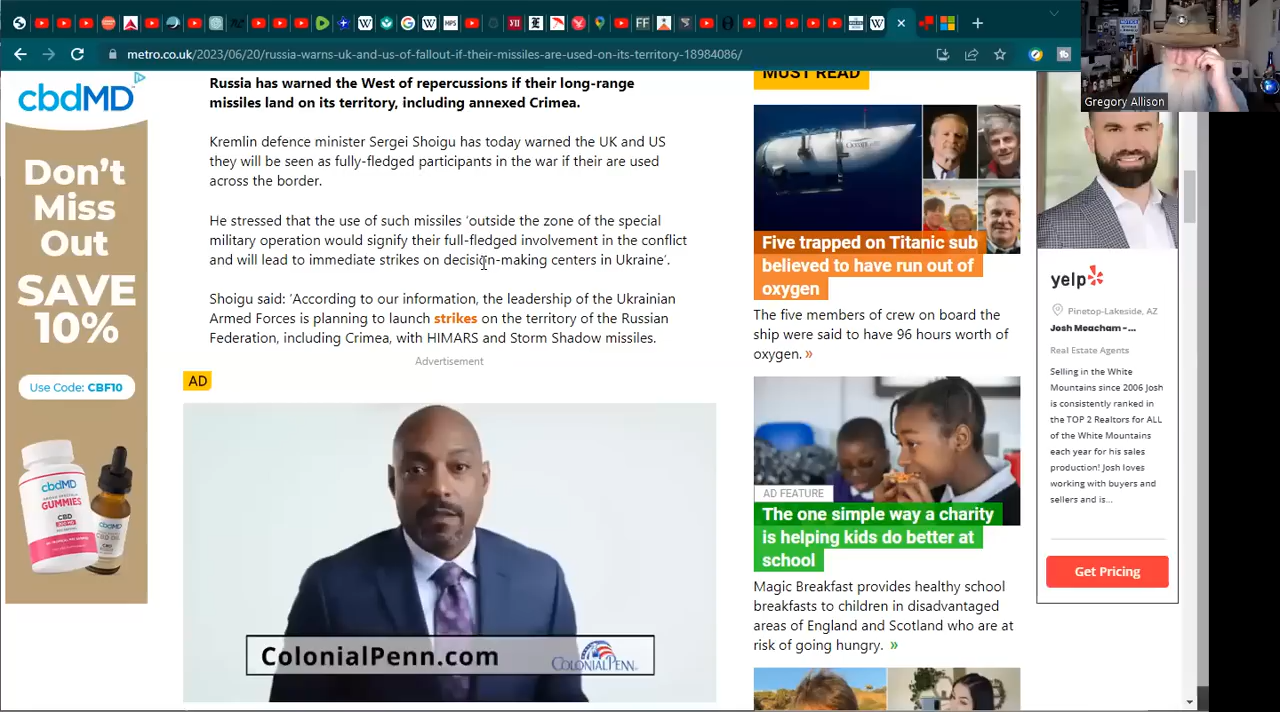 metro.co.uk/2023/06/20/russia-warns-uk-and-us-of-fallout-if-their-missiles-are-used-on-its-territory-18984086/
Gregory Allison
cbdMD
Don't
Miss
Out
SAVE
10%
Use Code: CBF10
Russia has warned the West of repercussions if their long-range
missiles land on its territory, including annexed Crimea.
Kremlin defence minister Sergei Shoigu has today warned the UK and US
they will be seen as fully-fledged participants in the war if their are used
across the border.
He stressed that the use of such missiles ‘outside the zone of the special
military operation would signify their full-fledged involvement in the conflict
and will lead to immediate strikes on decision-making centers in Ukraine’.
Shoigu said: ‘According to our information, the leadership of the Ukrainian
Armed Forces is planning to launch strikes on the territory of the Russian
Federation, including Crimea, with HIMARS and Storm Shadow missiles.
Advertisement
AD
ColonialPenn.com
COLONIAL PENN
MUST READ
Five trapped on Titanic sub
believed to have run out of
oxygen
The five members of crew on board the
ship were said to have 96 hours worth of
oxygen. »
AD FEATURE
The one simple way a charity
is helping kids do better at
school
Magic Breakfast provides healthy school
breakfasts to children in disadvantaged
areas of England and Scotland who are at
risk of going hungry. »
yelp
Pinetop-Lakeside, AZ
Josh Meacham -...
Real Estate Agents
Selling in the White
Mountains since 2006 Josh
is consistently ranked in
the TOP 2 Realtors for ALL
of the White Mountains
each year for his sales
production! Josh loves
working with buyers and
sellers and is...
Get Pricing
cbdMD
GUMMIES
CBD
cbdMD